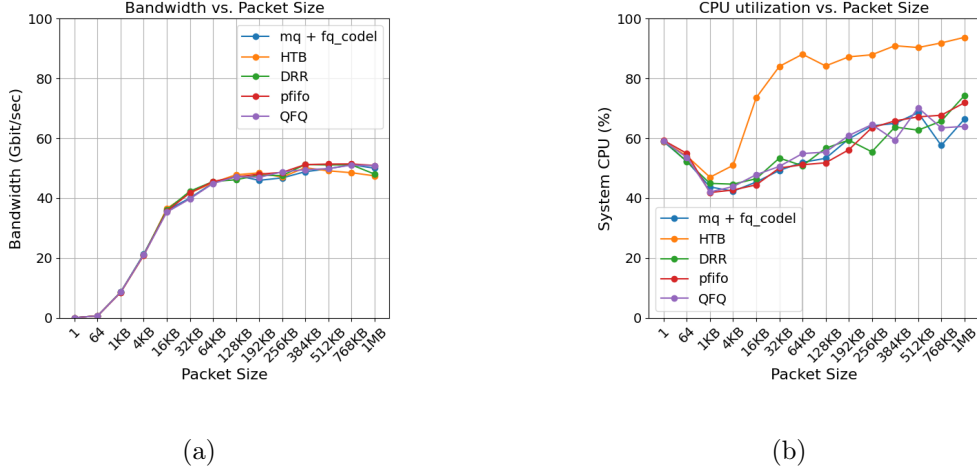 Bandwidth vs. Packet Size
100
80
60
40
20
0
Bandwidth (Gbit/sec)
mq + fq_codel
HTB
DRR
pfifo
QFQ
1
64
1KB
4KB
16KB
32KB
64KB
128KB
192KB
256KB
384KB
512KB
768KB
1MB
Packet Size
(a)
CPU utilization vs. Packet Size
100
80
60
40
20
0
System CPU (%)
mq + fq_codel
HTB
DRR
pfifo
QFQ
1
64
1KB
4KB
16KB
32KB
64KB
128KB
192KB
256KB
384KB
512KB
768KB
1MB
Packet Size
(b)